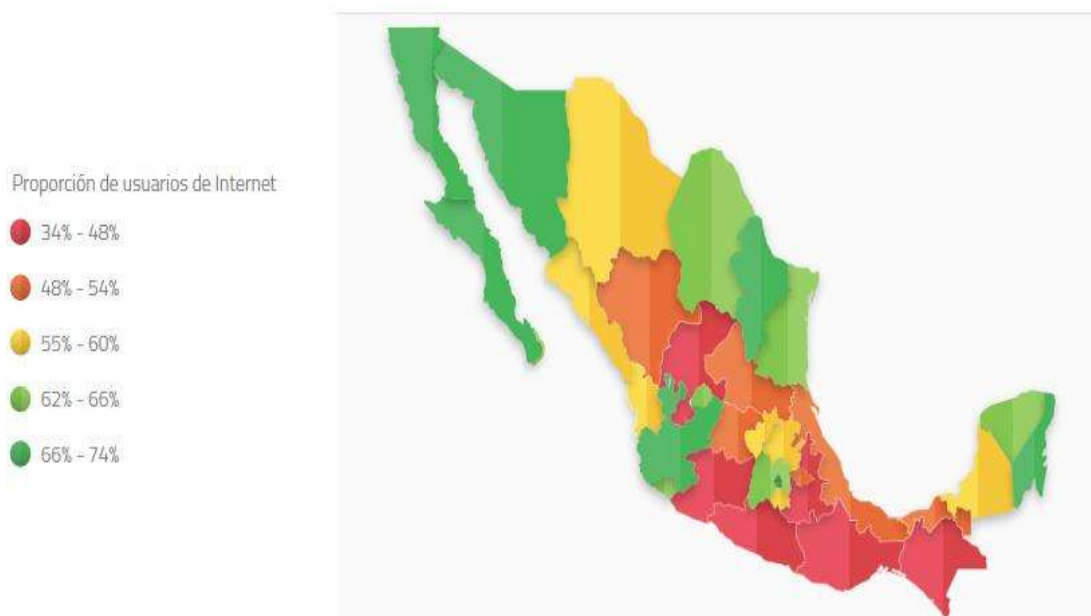 Proporción de usuarios de Internet
34% - 48%
48% - 54%
55% - 60%
62% - 66%
66% - 74%